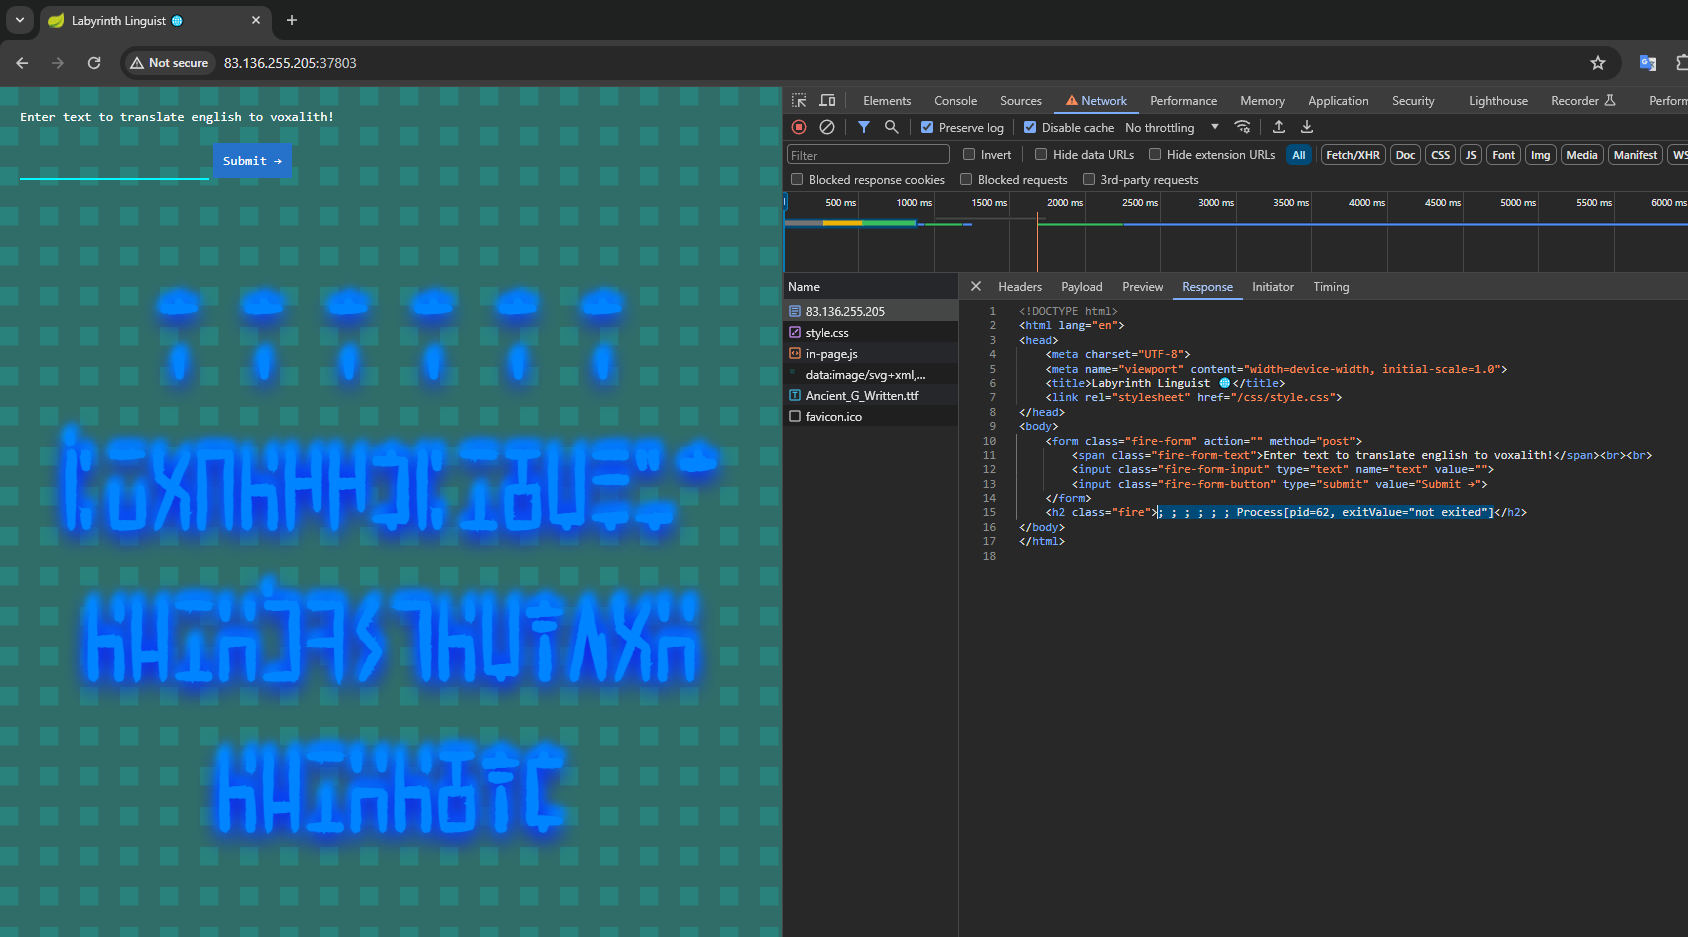 Labyrinth Linguist
Not secure
83.136.255.205:37803
Enter text to translate english to voxalith!
Submit →
Elements Console Sources Network Performance Memory Application Security Lighthouse Recorder Perform
Preserve log Disable cache No throttling
Filter Invert Hide data URLs Hide extension URLs All Fetch/XHR Doc CSS JS Font Img Media Manifest WS
Blocked response cookies Blocked requests 3rd-party requests
500 ms 1000 ms 1500 ms 2000 ms 2500 ms 3000 ms 3500 ms 4000 ms 4500 ms 5000 ms 5500 ms 6000 ms
Name
83.136.255.205
style.css
in-page.js
data:image/svg+xml,...
Ancient_G_Written.ttf
favicon.ico
Headers Payload Preview Response Initiator Timing
1 <!DOCTYPE html>
2 <html lang="en">
3 <head>
4 <meta charset="UTF-8">
5 <meta name="viewport" content="width=device-width, initial-scale=1.0">
6 <title>Labyrinth Linguist 🌐</title>
7 <link rel="stylesheet" href="/css/style.css">
8 </head>
9 <body>
10 <form class="fire-form" action="" method="post">
11 <span class="fire-form-text">Enter text to translate english to voxalith!</span><br><br>
12 <input class="fire-form-input" type="text" name="text" value="">
13 <input class="fire-form-button" type="submit" value="Submit →">
14 </form>
15 <h2 class="fire">; ; ; ; ; ; Process[pid=62, exitValue="not exited"]</h2>
16 </body>
17 </html>
18